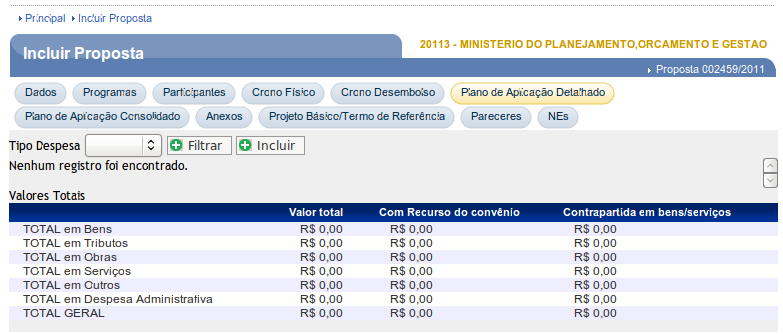 Principal Incluir Proposta
Incluir Proposta
20113 - MINISTERIO DO PLANEJAMENTO,ORCAMENTO E GESTAO
Proposta 002459/2011
Dados Programas Participantes Crono Físico Crono Desembolso Plano de Aplicação Detalhado
Plano de Aplicação Consolidado Anexos Projeto Básico/Termo de Referência Pareceres NEs
Tipo Despesa Filtrar Incluir
Nenhum registro foi encontrado.
Valores Totais
Valor total Com Recurso do convênio Contrapartida em bens/serviços
TOTAL em Bens R$ 0,00 R$ 0,00 R$ 0,00
TOTAL em Tributos R$ 0,00 R$ 0,00 R$ 0,00
TOTAL em Obras R$ 0,00 R$ 0,00 R$ 0,00
TOTAL em Serviços R$ 0,00 R$ 0,00 R$ 0,00
TOTAL em Outros R$ 0,00 R$ 0,00 R$ 0,00
TOTAL em Despesa Administrativa R$ 0,00 R$ 0,00 R$ 0,00
TOTAL GERAL R$ 0,00 R$ 0,00 R$ 0,00